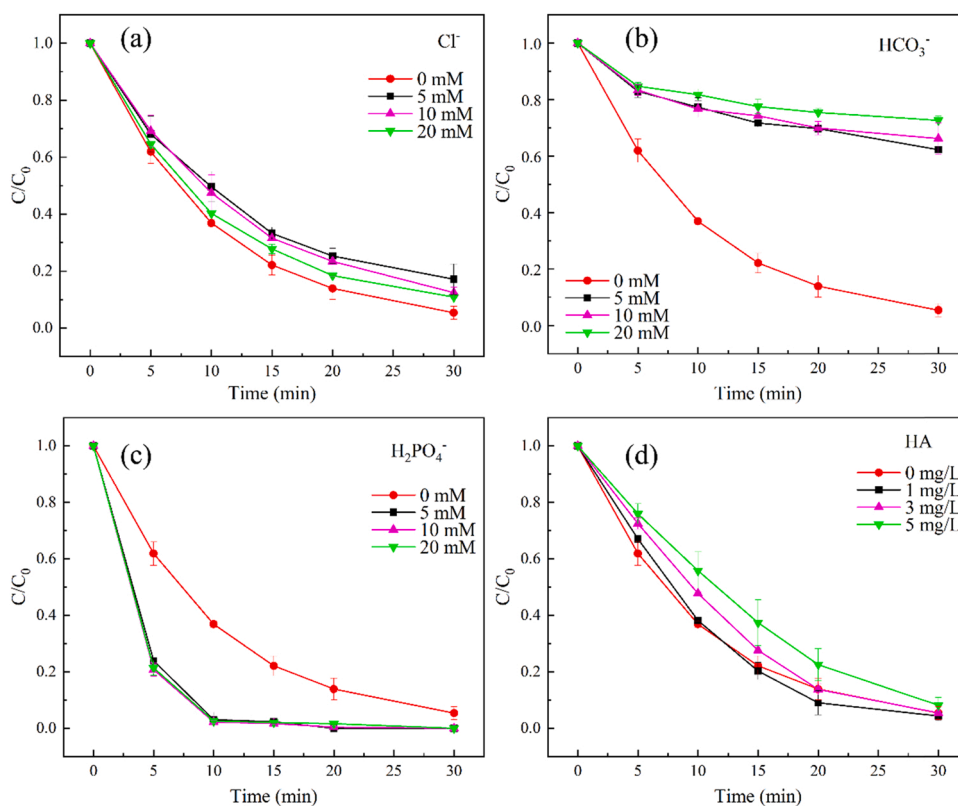 (a)
Cl⁻
0 mM
5 mM
10 mM
20 mM
C/C₀
1.0
0.8
0.6
0.4
0.2
0.0
0 5 10 15 20 25 30
Time (min)
(b)
HCO₃⁻
0 mM
5 mM
10 mM
20 mM
C/C₀
1.0
0.8
0.6
0.4
0.2
0.0
0 5 10 15 20 25 30
Time (min)
(c)
H₂PO₄⁻
0 mM
5 mM
10 mM
20 mM
C/C₀
1.0
0.8
0.6
0.4
0.2
0.0
0 5 10 15 20 25 30
Time (min)
(d)
HA
0 mg/L
1 mg/L
3 mg/L
5 mg/L
C/C₀
1.0
0.8
0.6
0.4
0.2
0.0
0 5 10 15 20 25 30
Time (min)